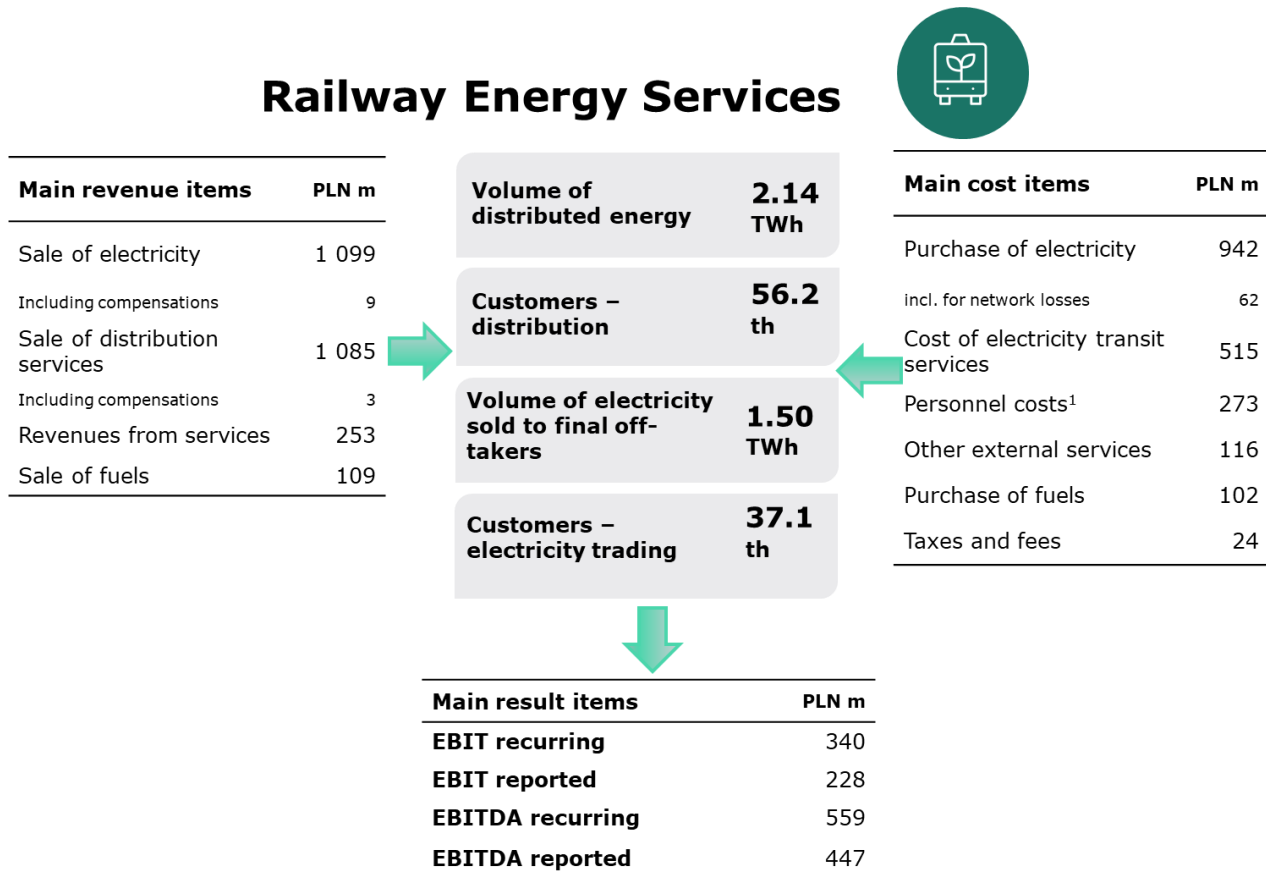 Railway Energy Services
Main revenue items PLN m
Sale of electricity 1 099
Including compensations 9
Sale of distribution
services 1 085
Including compensations 3
Revenues from services 253
Sale of fuels 109
Volume of
distributed energy
2.14
TWh
Customers –
distribution
56.2
th
Volume of electricity
sold to final off-
takers
1.50
TWh
Customers –
electricity trading
37.1
th
Main cost items PLN m
Purchase of electricity 942
incl. for network losses 62
Cost of electricity transit
services 515
Personnel costs¹ 273
Other external services 116
Purchase of fuels 102
Taxes and fees 24
Main result items PLN m
EBIT recurring 340
EBIT reported 228
EBITDA recurring 559
EBITDA reported 447